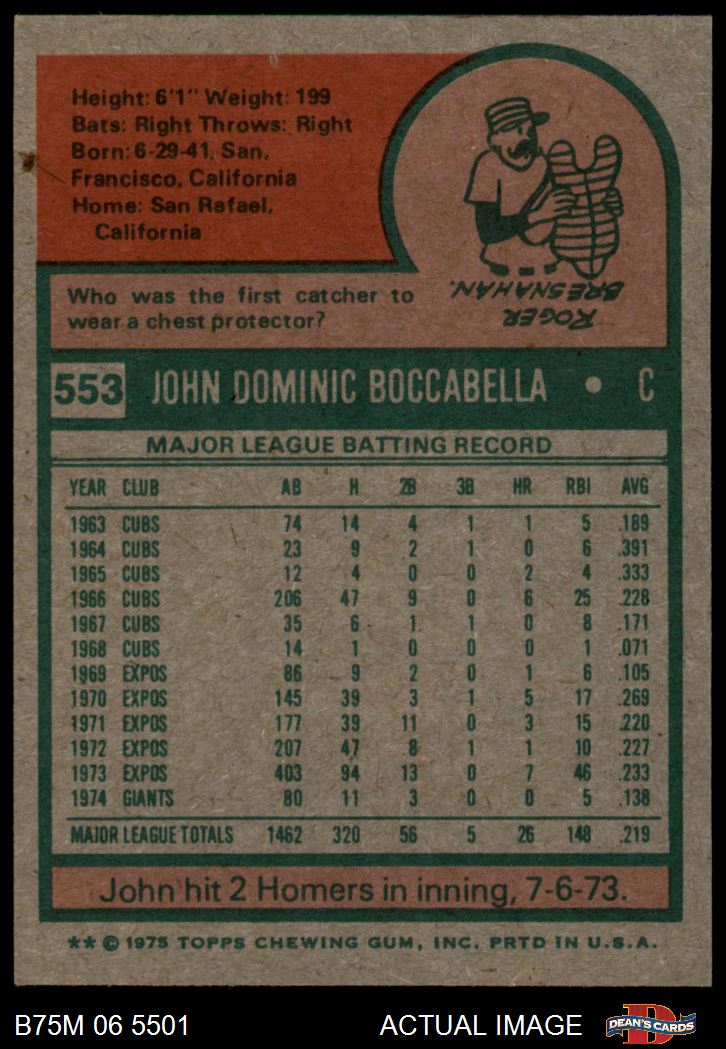 Height: 6'1" Weight: 199
Bats: Right Throws: Right
Born: 6-29-41, San,
Francisco, California
Home: San Rafael,
California
Who was the first catcher to
wear a chest protector?
ROGER
BRESNAHAN.
553 JOHN DOMINIC BOCCABELLA • C
MAJOR LEAGUE BATTING RECORD
YEAR CLUB AB H 2B 3B HR RBI AVG
1963 CUBS 74 14 4 1 1 5 .189
1964 CUBS 23 9 2 1 0 6 .391
1965 CUBS 12 4 0 0 2 4 .333
1966 CUBS 206 47 9 0 6 25 .228
1967 CUBS 35 6 1 1 0 8 .171
1968 CUBS 14 1 0 0 0 1 .071
1969 EXPOS 86 9 2 0 1 6 .105
1970 EXPOS 145 39 3 1 5 17 .269
1971 EXPOS 177 39 11 0 3 15 .220
1972 EXPOS 207 47 8 1 1 10 .227
1973 EXPOS 403 94 13 0 7 46 .233
1974 GIANTS 80 11 3 0 0 5 .138
MAJOR LEAGUE TOTALS 1462 320 56 5 26 148 .219
John hit 2 Homers in inning, 7-6-73.
** © 1975 TOPPS CHEWING GUM, INC. PRTD IN U.S.A.
B75M 06 5501 ACTUAL IMAGE
D
DEAN'S CARDS